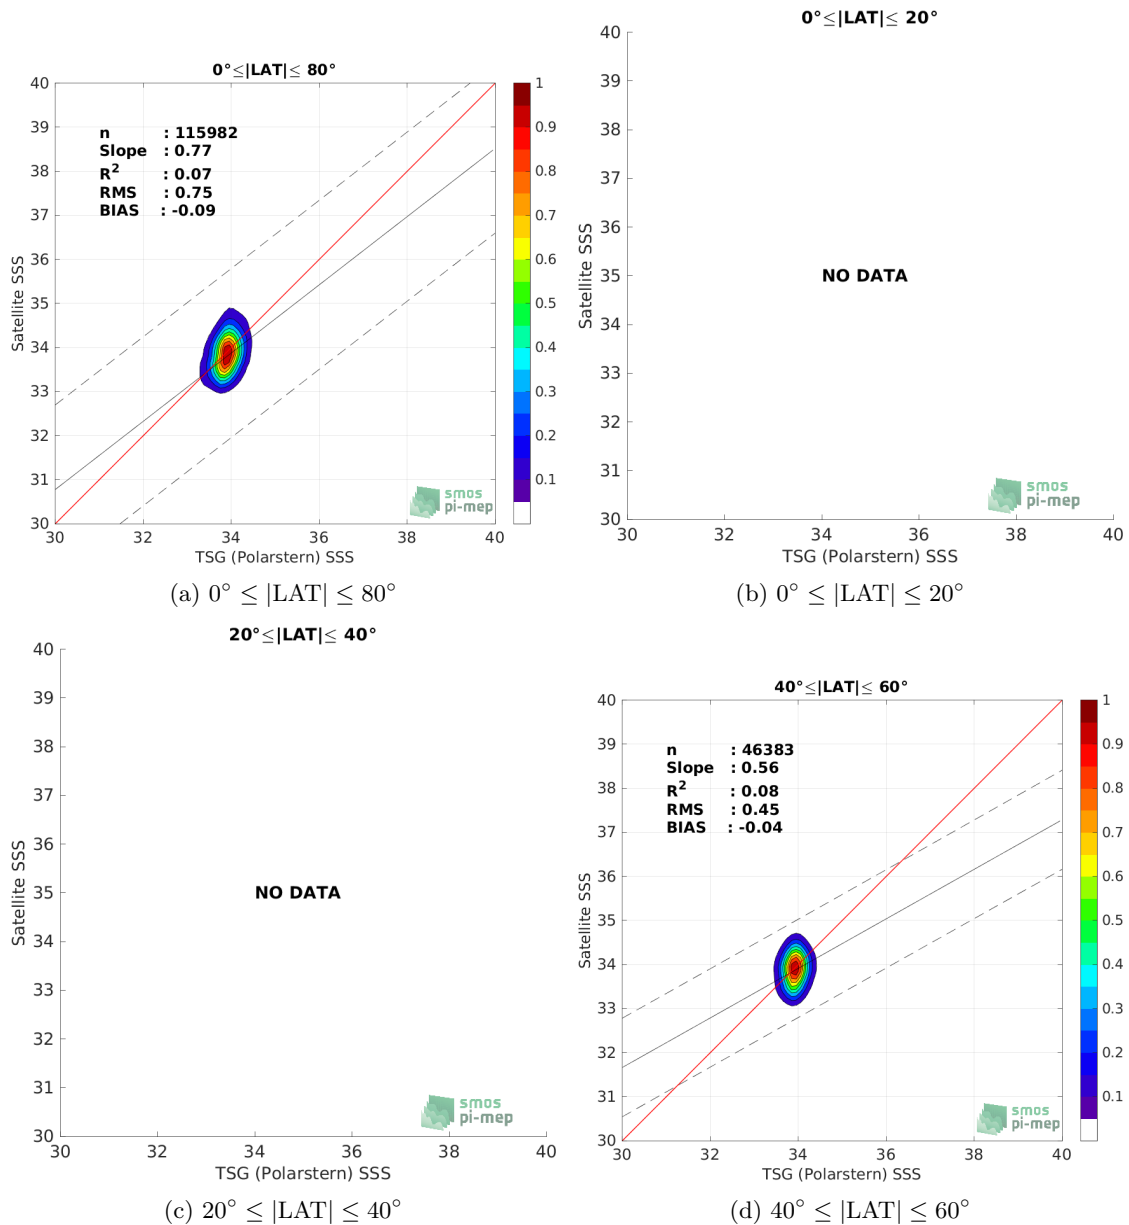 0°≤|LAT|≤ 80°
40
39
38
37
36
35
34
33
32
31
30
Satellite SSS
n : 115982
Slope : 0.77
R² : 0.07
RMS : 0.75
BIAS : -0.09
smos
pi-mep
30 32 34 36 38 40
TSG (Polarstern) SSS
1
0.9
0.8
0.7
0.6
0.5
0.4
0.3
0.2
0.1
(a) 0° ≤ |LAT| ≤ 80°
0°≤|LAT|≤ 20°
40
39
38
37
36
35
34
33
32
31
30
Satellite SSS
NO DATA
smos
pi-mep
30 32 34 36 38 40
TSG (Polarstern) SSS
(b) 0° ≤ |LAT| ≤ 20°
20°≤|LAT|≤ 40°
40
39
38
37
36
35
34
33
32
31
30
Satellite SSS
NO DATA
smos
pi-mep
30 32 34 36 38 40
TSG (Polarstern) SSS
(c) 20° ≤ |LAT| ≤ 40°
40°≤|LAT|≤ 60°
40
39
38
37
36
35
34
33
32
31
30
Satellite SSS
n : 46383
Slope : 0.56
R² : 0.08
RMS : 0.45
BIAS : -0.04
smos
pi-mep
30 32 34 36 38 40
TSG (Polarstern) SSS
1
0.9
0.8
0.7
0.6
0.5
0.4
0.3
0.2
0.1
(d) 40° ≤ |LAT| ≤ 60°